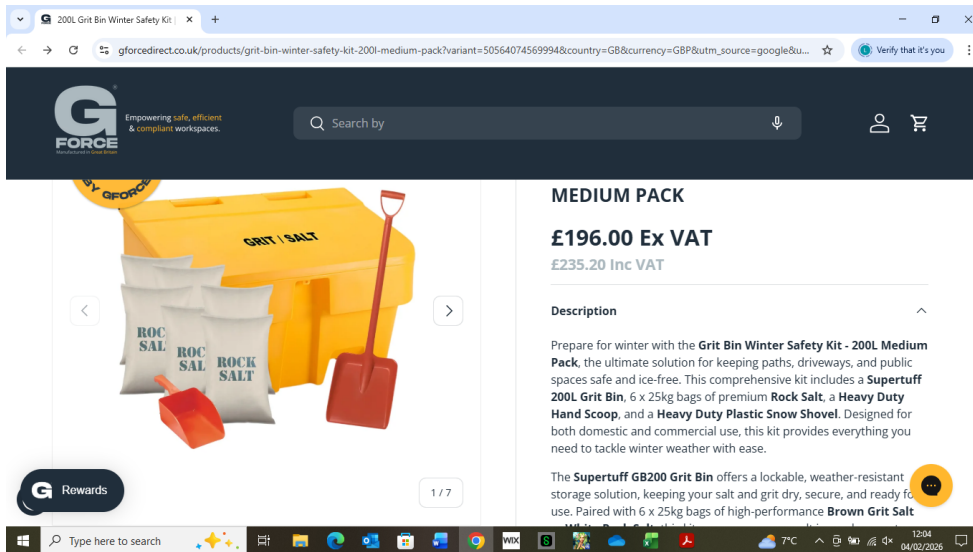 200L Grit Bin Winter Safety Kit |
gforcedirect.co.uk/products/grit-bin-winter-safety-kit-200l-medium-pack?variant=50564074569994&country=GB&currency=GBP&utm_source=google&u...
Verify that it's you
G
FORCE
Manufactured in Great Britain
Empowering safe, efficient
& compliant workspaces.
Search by
BY GFORCE
GRIT | SALT
ROCK
SALT
ROCK
SALT
MEDIUM PACK
£196.00 Ex VAT
£235.20 Inc VAT
Description
Prepare for winter with the Grit Bin Winter Safety Kit - 200L Medium
Pack, the ultimate solution for keeping paths, driveways, and public
spaces safe and ice-free. This comprehensive kit includes a Supertuff
200L Grit Bin, 6 x 25kg bags of premium Rock Salt, a Heavy Duty
Hand Scoop, and a Heavy Duty Plastic Snow Shovel. Designed for
both domestic and commercial use, this kit provides everything you
need to tackle winter weather with ease.
The Supertuff GB200 Grit Bin offers a lockable, weather-resistant
storage solution, keeping your salt and grit dry, secure, and ready fo
use. Paired with 6 x 25kg bags of high-performance Brown Grit Salt
G Rewards
1 / 7
Type here to search
WIX
7°C
12:04
04/02/2026